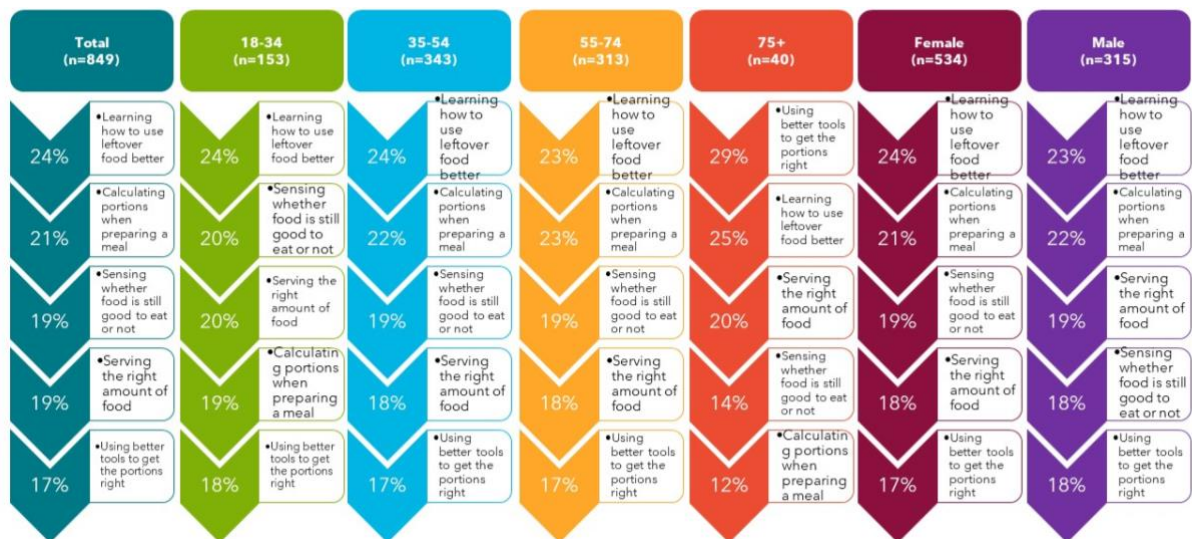 Total
(n=849)
18-34
(n=153)
35-54
(n=343)
55-74
(n=313)
75+
(n=40)
Female
(n=534)
Male
(n=315)
24%
•Learning
how to use
leftover
food better
21%
•Calculating
portions
when
preparing a
meal
19%
•Sensing
whether
food is still
good to eat
or not
19%
•Serving
the right
amount of
food
17%
•Using better
tools to get
the portions
right
24%
•Learning
how to use
leftover
food better
20%
•Sensing
whether
food is still
good to
eat or not
20%
•Serving the
right
amount of
food
19%
•Calculatin
g portions
when
preparing
a meal
18%
•Using better
tools to get
the portions
right
24%
•Learning
how to
use
leftover
food
better
22%
•Calculating
portions
when
preparing a
meal
19%
•Sensing
whether
food is still
good to eat
or not
18%
•Serving
the right
amount of
food
17%
•Using
better tools
to get the
portions
right
23%
•Learning
how to
use
leftover
food
better
23%
•Calculating
portions
when
preparing a
meal
19%
•Sensing
whether
food is still
good to eat
or not
18%
•Serving
the right
amount of
food
17%
•Using
better tools
to get the
portions
right
29%
•Using
better tools
to get the
portions
right
25%
•Learning
how to use
leftover
food better
20%
•Serving
the right
amount of
food
14%
•Sensing
whether
food is still
good to eat
or not
12%
•Calculatin
g portions
when
preparing
a meal
24%
•Learning
how to
use
leftover
food
better
21%
•Calculating
portions
when
preparing a
meal
19%
•Sensing
whether
food is still
good to eat
or not
18%
•Serving
the right
amount of
food
17%
•Using
better tools
to get the
portions
right
23%
•Learning
how to
use
leftover
food
better
22%
•Calculating
portions
when
preparing a
meal
19%
•Serving
the right
amount of
food
18%
•Sensing
whether
food is still
good to
eat or not
18%
•Using
better tools
to get the
portions
right